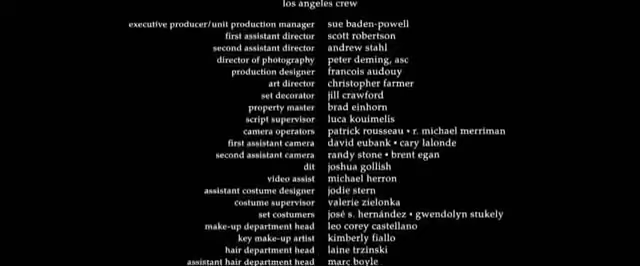 los angeles crew
executive producer/unit production manager sue baden-powell
first assistant director scott robertson
second assistant director andrew stahl
director of photography peter deming, asc
production designer francois audouy
art director christopher farmer
set decorator jill crawford
property master brad einhorn
script supervisor luca kouimelis
camera operators patrick rousseau • r. michael merriman
first assistant camera david eubank • cary lalonde
second assistant camera randy stone • brent egan
dit joshua gollish
video assist michael herron
assistant costume designer jodie stern
costume supervisor valerie zielonka
set costumers josé s. hernández • gwendolyn stukely
make-up department head leo corey castellano
key make-up artist kimberly fiallo
hair department head laine trzinski
assistant hair department head marc boyle